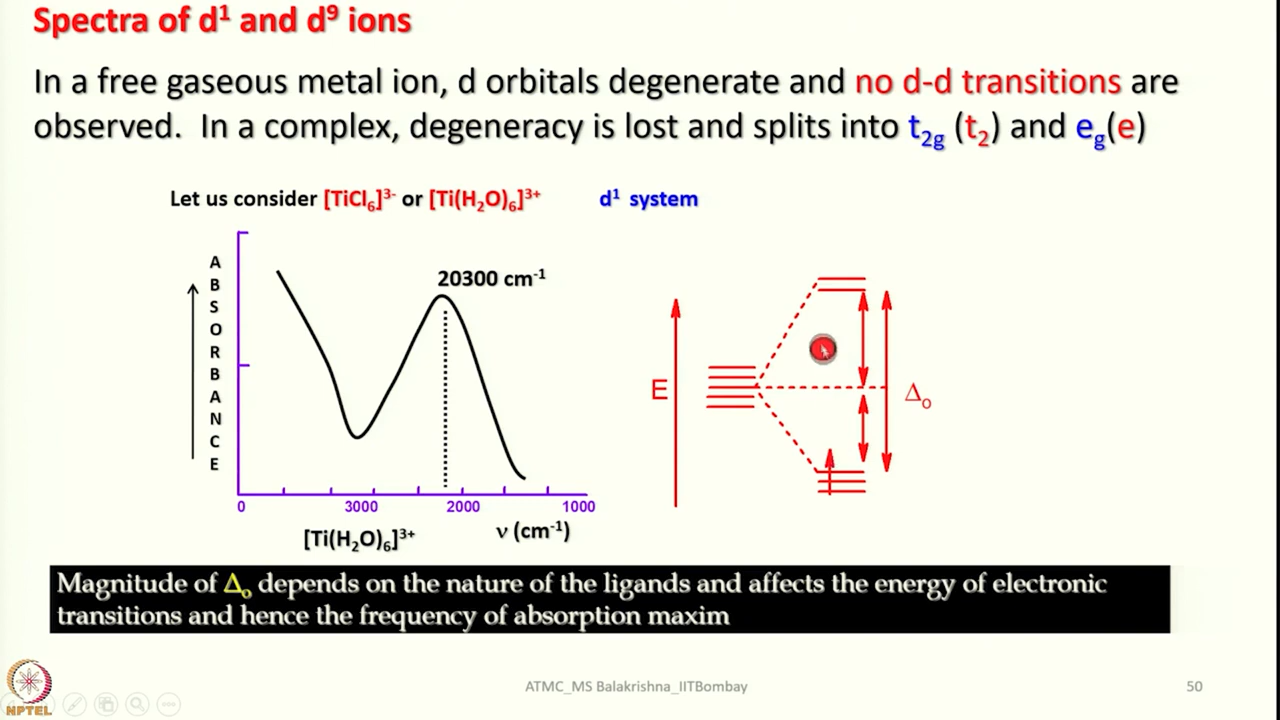 Spectra of d¹ and d⁹ ions
In a free gaseous metal ion, d orbitals degenerate and no d-d transitions are
observed. In a complex, degeneracy is lost and splits into t₂g (t₂) and eg(e)
Let us consider [TiCl₆]³⁻ or [Ti(H₂O)₆]³⁺ d¹ system
ABSORBANCE
20300 cm⁻¹
0 3000 2000 1000
[Ti(H₂O)₆]³⁺ ν (cm⁻¹)
E
Δₒ
Magnitude of Δₒ depends on the nature of the ligands and affects the energy of electronic
transitions and hence the frequency of absorption maxim
NPTEL
ATMC_MS Balakrishna_IITBombay
50